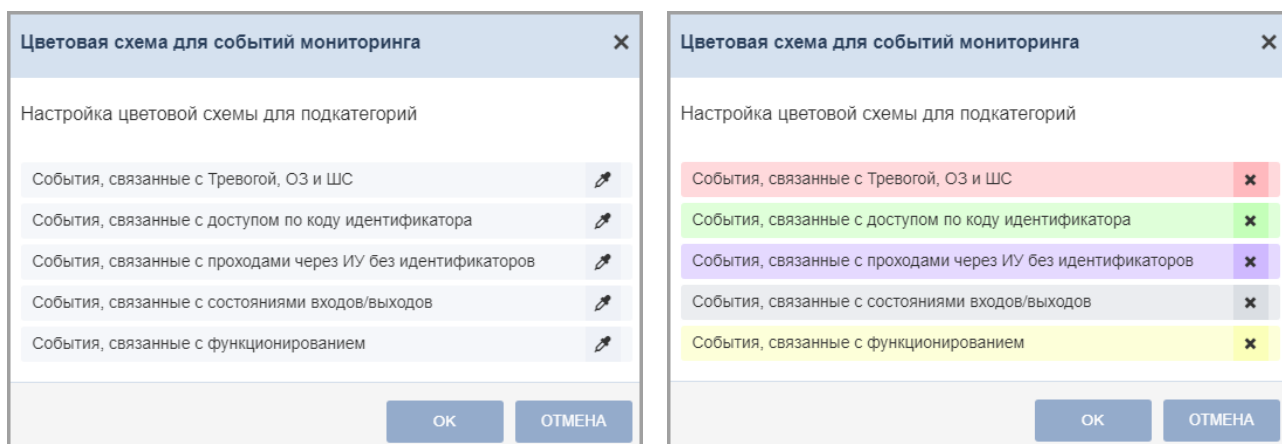 Цветовая схема для событий мониторинга
Настройка цветовой схемы для подкатегорий
События, связанные с Тревогой, ОЗ и ШС
События, связанные с доступом по коду идентификатора
События, связанные с проходами через ИУ без идентификаторов
События, связанные с состояниями входов/выходов
События, связанные с функционированием
ОК
ОТМЕНА
Цветовая схема для событий мониторинга
Настройка цветовой схемы для подкатегорий
События, связанные с Тревогой, ОЗ и ШС
События, связанные с доступом по коду идентификатора
События, связанные с проходами через ИУ без идентификаторов
События, связанные с состояниями входов/выходов
События, связанные с функционированием
ОК
ОТМЕНА